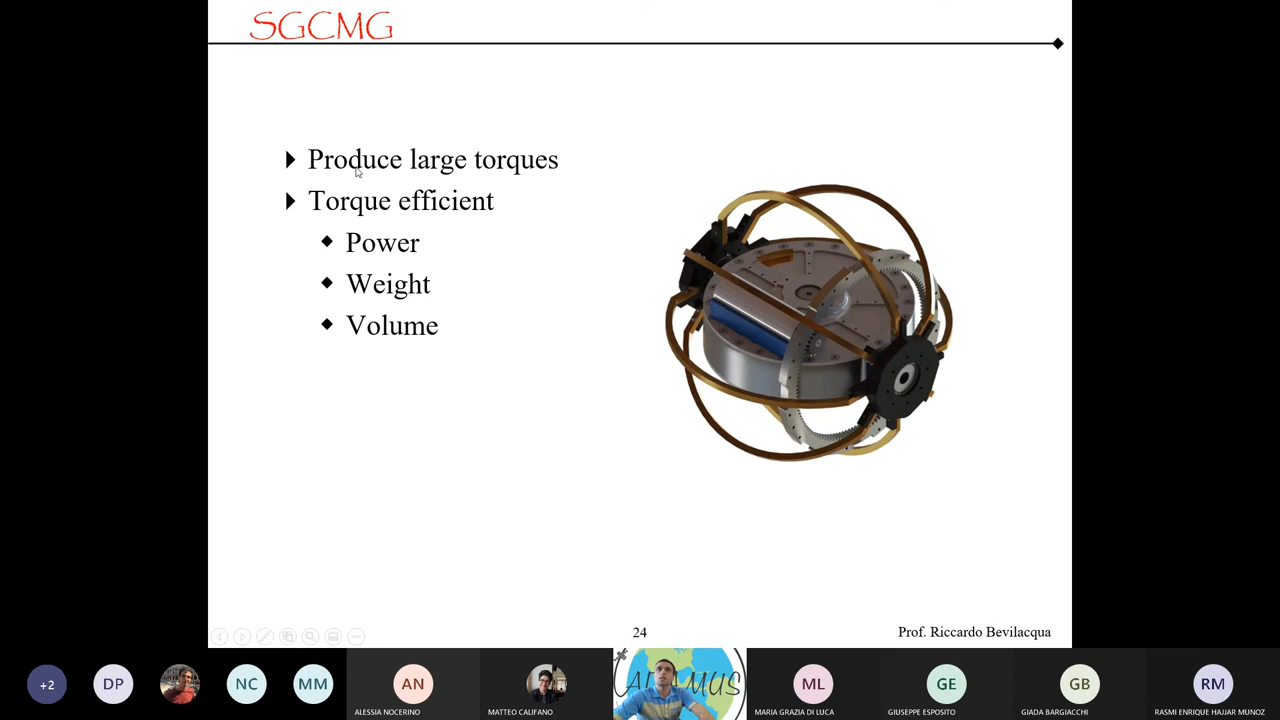 SGCMG
Produce large torques
Torque efficient
Power
Weight
Volume
24
Prof. Riccardo Bevilacqua
+2
DP
NC
MM
AN
ALESSIA NOCERINO
MATTEO CALIFANO
ML
MARIA GRAZIA DI LUCA
GE
GIUSEPPE ESPOSITO
GB
GIADA BARGIACCHI
RM
RASMI ENRIQUE HAJJAR MUNOZ